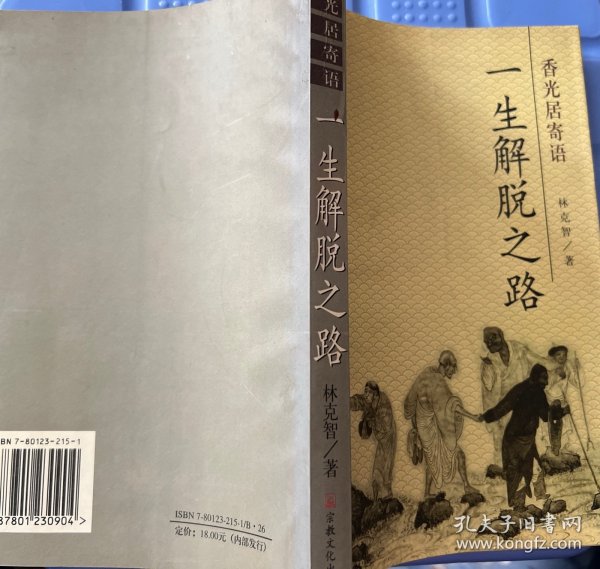 BN 7-80123-215-1
87801230904 >
ISBN 7-80123-215-1/B·26
定价: 18.00元 (内部发行)
光居寄语
一生解脱之路
林克智/著
宗教文化出
香光居寄语
一生解脱之路
林克智/著
孔夫子旧书网
www.kongfz.com